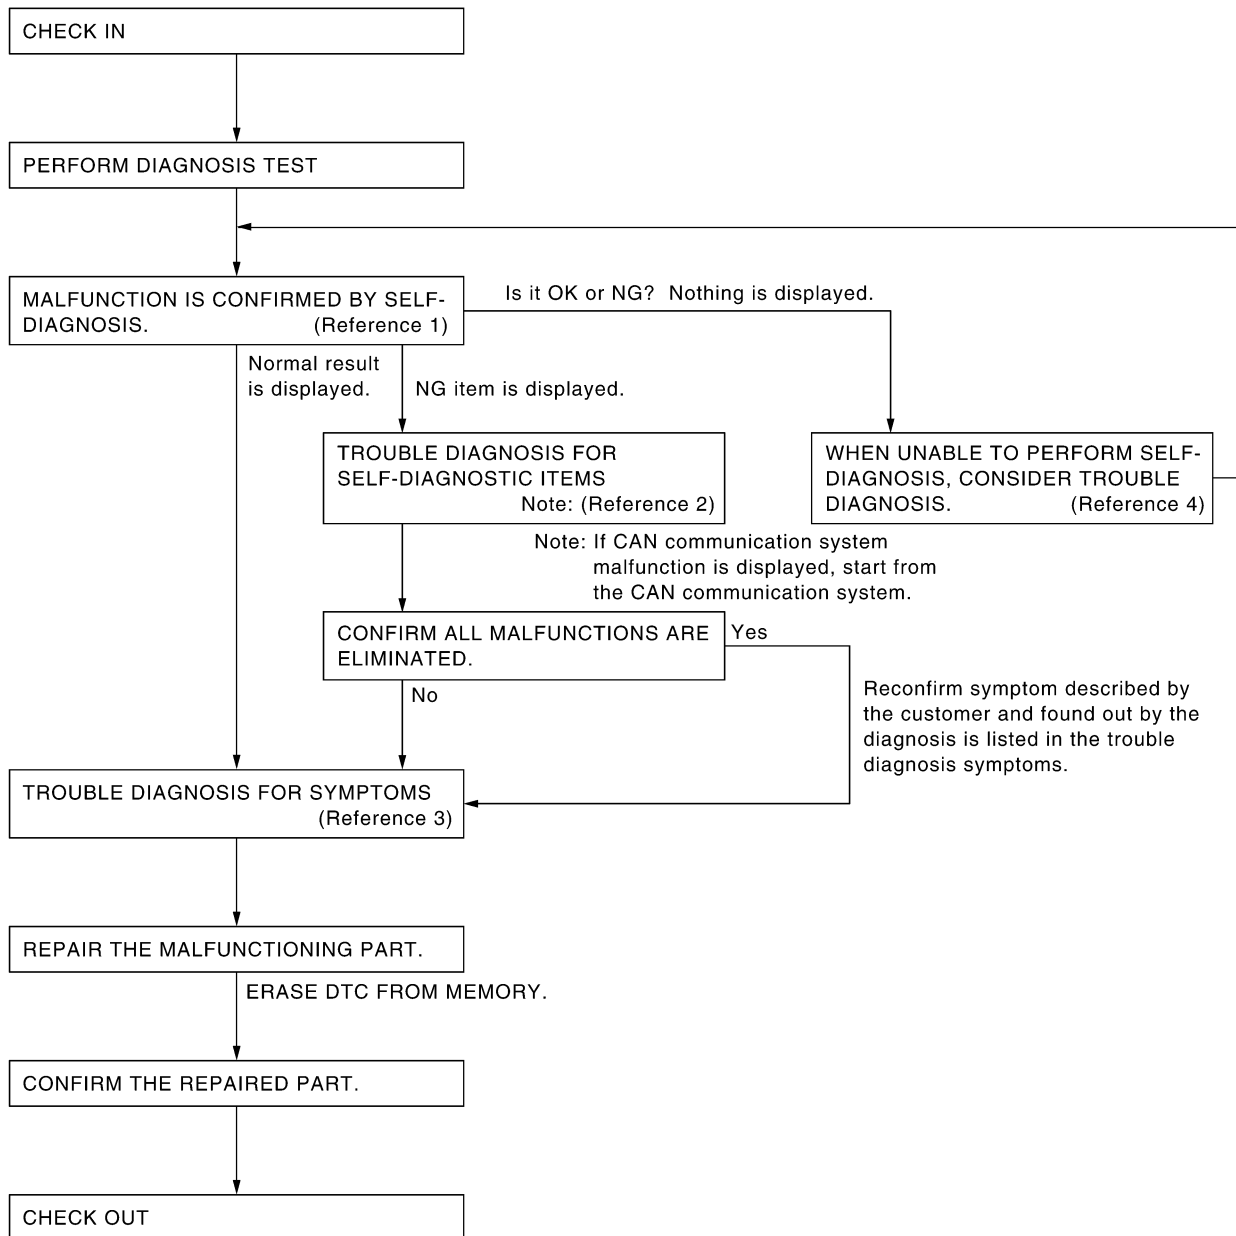 CHECK IN
PERFORM DIAGNOSIS TEST
MALFUNCTION IS CONFIRMED BY SELF-
DIAGNOSIS. (Reference 1)
Is it OK or NG? Nothing is displayed.
Normal result
is displayed.
NG item is displayed.
TROUBLE DIAGNOSIS FOR
SELF-DIAGNOSTIC ITEMS
Note: (Reference 2)
WHEN UNABLE TO PERFORM SELF-
DIAGNOSIS, CONSIDER TROUBLE
DIAGNOSIS. (Reference 4)
Note: If CAN communication system
malfunction is displayed, start from
the CAN communication system.
CONFIRM ALL MALFUNCTIONS ARE
ELIMINATED.
Yes
No
Reconfirm symptom described by
the customer and found out by the
diagnosis is listed in the trouble
diagnosis symptoms.
TROUBLE DIAGNOSIS FOR SYMPTOMS
(Reference 3)
REPAIR THE MALFUNCTIONING PART.
ERASE DTC FROM MEMORY.
CONFIRM THE REPAIRED PART.
CHECK OUT